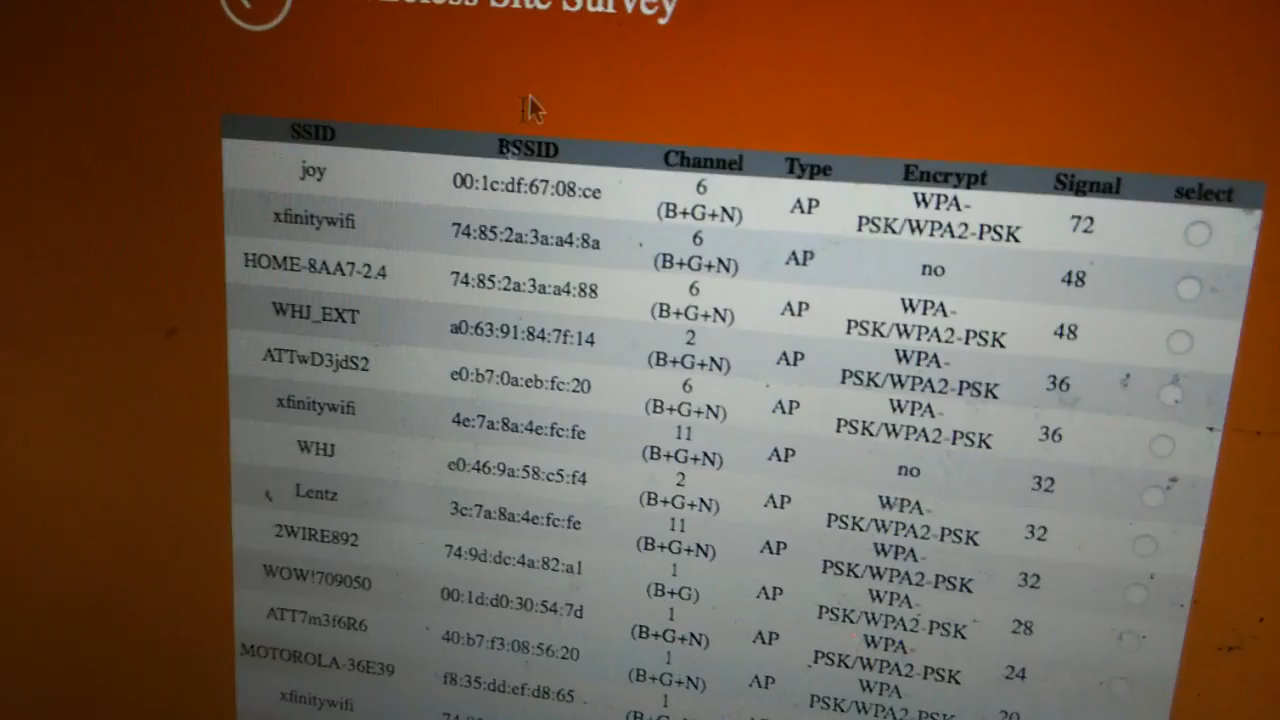 Site Survey
SSID BSSID Channel Type Encrypt Signal select
joy 00:1c:df:67:08:ce 6 (B+G+N) AP WPA-PSK/WPA2-PSK 72
xfinitywifi 74:85:2a:3a:a4:8a 6 (B+G+N) AP no 48
HOME-8AA7-2.4 74:85:2a:3a:a4:88 6 (B+G+N) AP WPA-PSK/WPA2-PSK 48
WHJ_EXT a0:63:91:84:7f:14 2 (B+G+N) AP WPA-PSK/WPA2-PSK 36
ATTwD3jdS2 e0:b7:0a:eb:fc:20 6 (B+G+N) AP WPA-PSK/WPA2-PSK 36
xfinitywifi 4e:7a:8a:4e:fc:fe 11 (B+G+N) AP no 32
WHJ e0:46:9a:58:c5:f4 2 (B+G+N) AP WPA-PSK/WPA2-PSK 32
Lentz 3c:7a:8a:4e:fc:fe 11 (B+G+N) AP WPA-PSK/WPA2-PSK 32
2WIRE892 74:9d:dc:4a:82:a1 1 (B+G) AP WPA-PSK/WPA2-PSK 28
WOW!709050 00:1d:d0:30:54:7d 1 (B+G+N) AP WPA-PSK/WPA2-PSK 24
ATT7m3f6R6 40:b7:f3:08:56:20 1 (B+G+N) AP WPA-PSK/WPA2-PSK 20
MOTOROLA-36E39 f8:35:dd:ef:d8:65 1
xfinitywifi